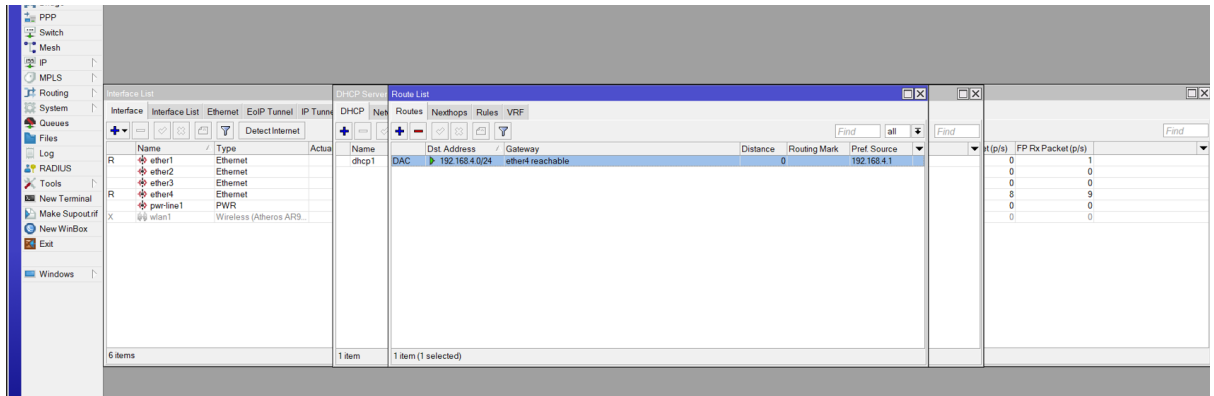 PPP
Switch
Mesh
IP
MPLS
Routing
System
Queues
Files
Log
RADIUS
Tools
New Terminal
Make Supout.rif
New WinBox
Exit
Windows
Interface List
Interface Interface List Ethernet EoIP Tunnel IP Tunne
Detect Internet
Name Type Actua
R ether1 Ethernet
ether2 Ethernet
ether3 Ethernet
R ether4 Ethernet
pwr-line1 PWR
X wlan1 Wireless (Atheros AR9...
6 items
DHCP Server
DHCP Net
Name
dhcp1
1 item
Route List
Routes Nexthops Rules VRF
Find all
Dst. Address Gateway Distance Routing Mark Pref. Source
DAC 192.168.4.0/24 ether4 reachable 0 192.168.4.1
1 item (1 selected)
Find
Find
et (p/s) FP Rx Packet (p/s)
0 1
0 0
0 0
8 9
0 0
0 0